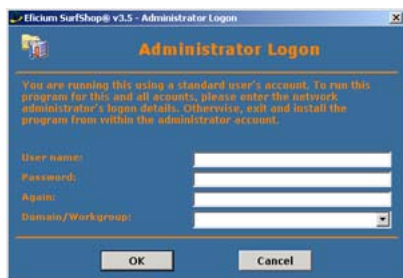 Eficium SurfShop® v3.5 - Administrator Logon
Administrator Logon
You are running this using a standard user's account. To run this
program for this and all acounts, please enter the network
administrator's logon details. Otherwise, exit and install the
program from within the administrator account.
User name:
Password:
Again:
Domain/Workgroup:
OK Cancel